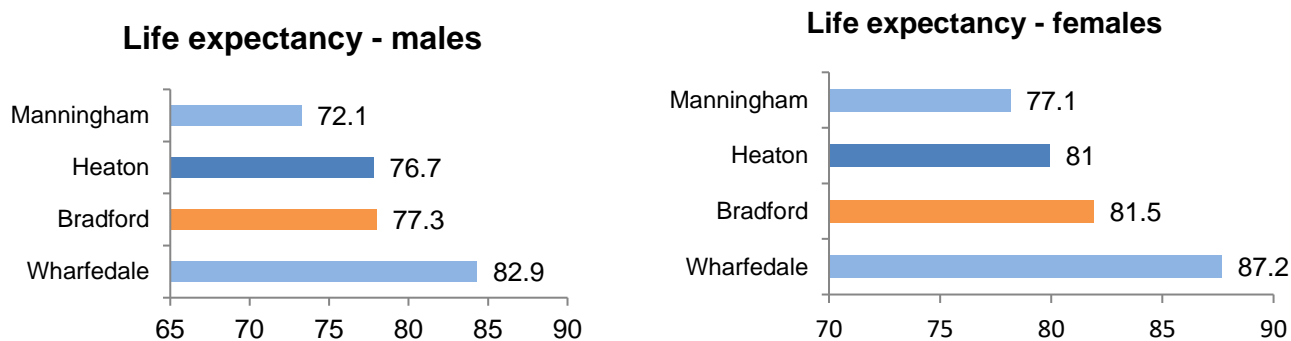 Life expectancy - males
Manningham 72.1
Heaton 76.7
Bradford 77.3
Wharfedale 82.9
65 70 75 80 85 90
Life expectancy - females
Manningham 77.1
Heaton 81
Bradford 81.5
Wharfedale 87.2
70 75 80 85 90